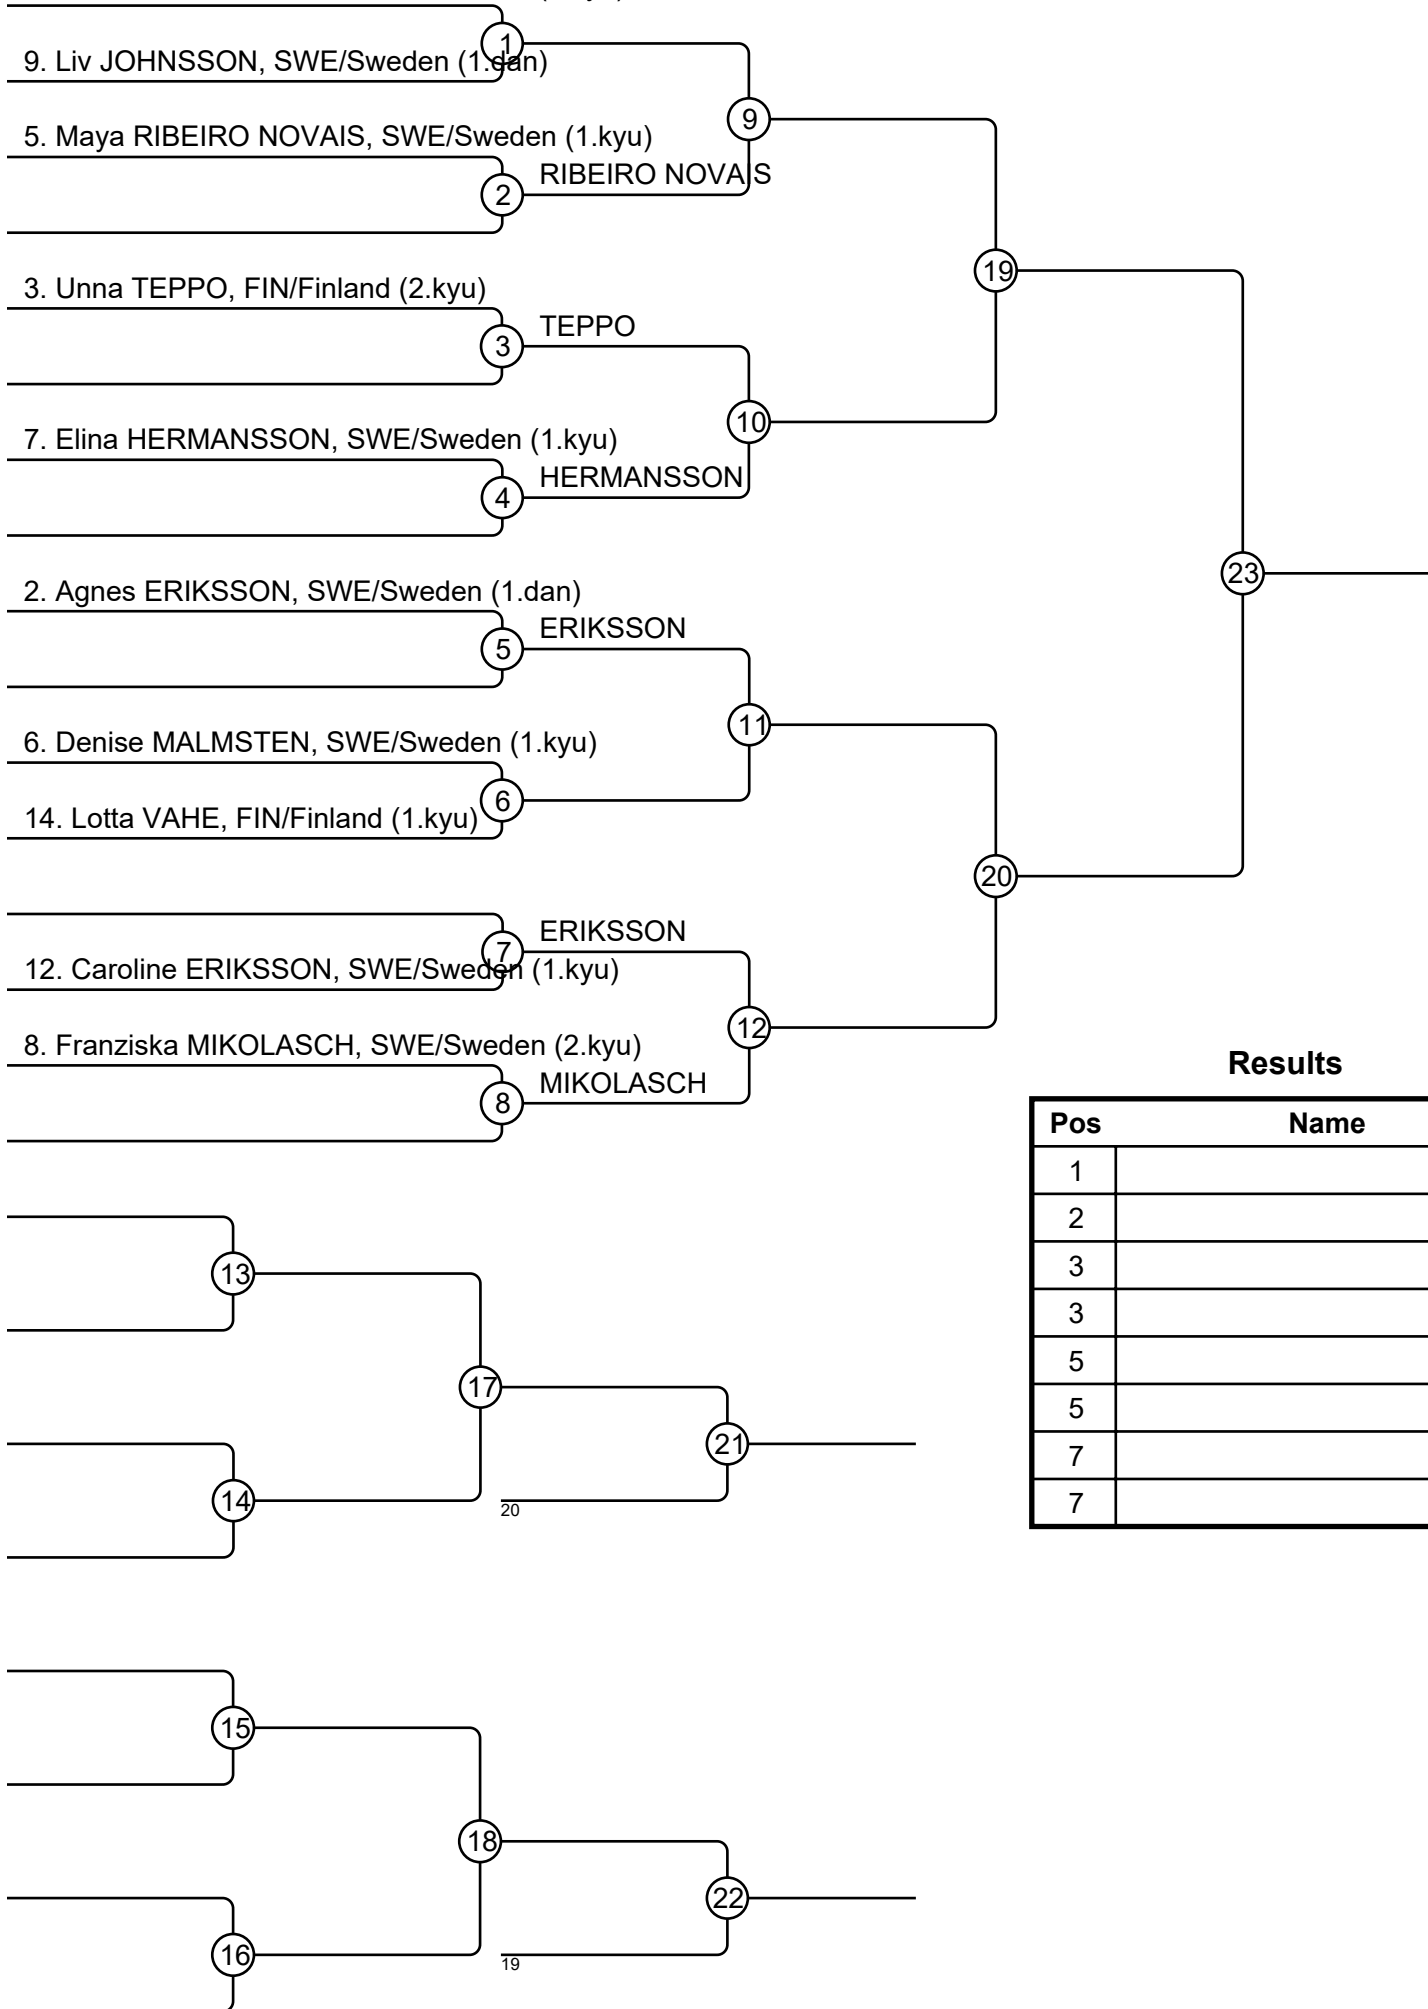 1
9. Liv JOHNSSON, SWE/Sweden (1.dan)
9
5. Maya RIBEIRO NOVAIS, SWE/Sweden (1.kyu)
RIBEIRO NOVAIS
2
19
3. Unna TEPPO, FIN/Finland (2.kyu)
TEPPO
3
10
7. Elina HERMANSSON, SWE/Sweden (1.kyu)
HERMANSSON
4
23
2. Agnes ERIKSSON, SWE/Sweden (1.dan)
ERIKSSON
5
11
6. Denise MALMSTEN, SWE/Sweden (1.kyu)
6
14. Lotta VAHE, FIN/Finland (1.kyu)
20
ERIKSSON
7
12. Caroline ERIKSSON, SWE/Sweden (1.kyu)
12
8. Franziska MIKOLASCH, SWE/Sweden (2.kyu)
MIKOLASCH
8
Results
Pos Name
1
2
3
3
5
5
7
7
13
17
21
14
20
15
18
22
16
19